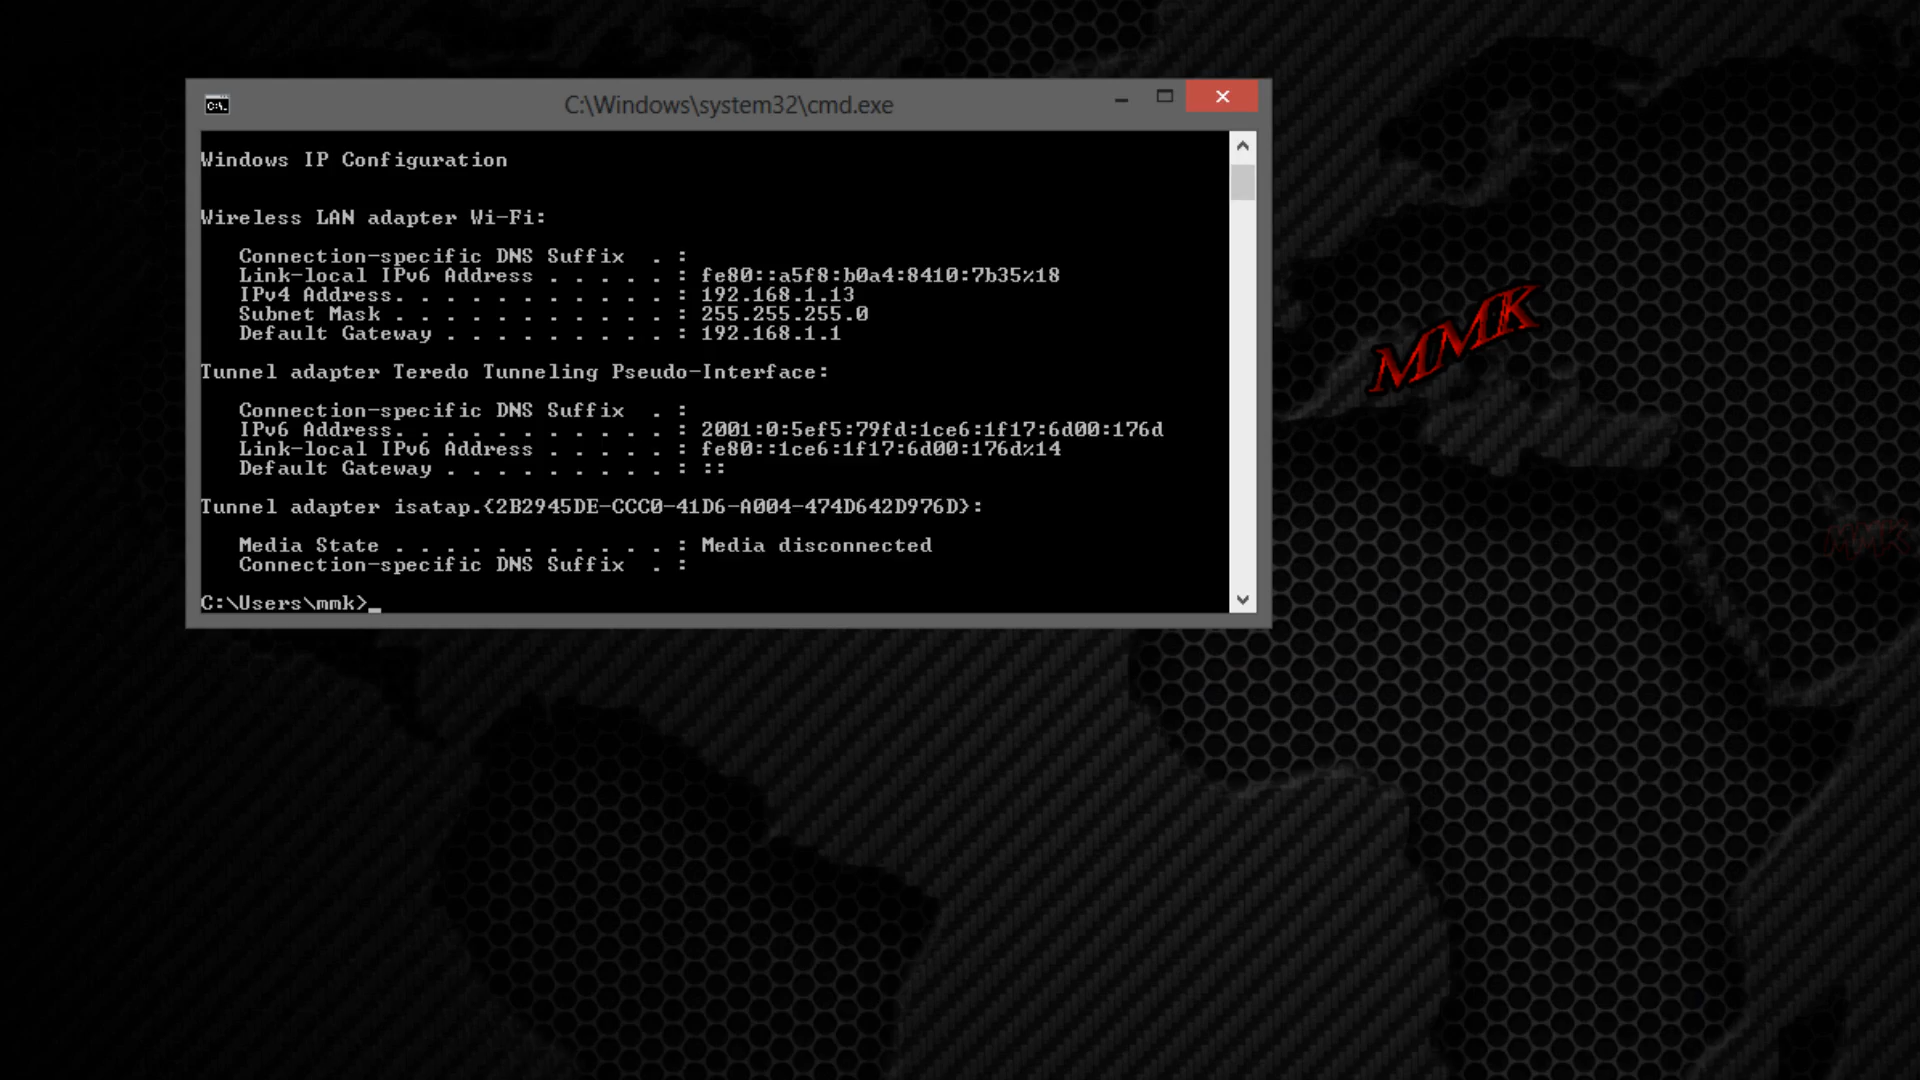 C:\Windows\system32\cmd.exe
Windows IP Configuration
Wireless LAN adapter Wi-Fi:
Connection-specific DNS Suffix  . :
Link-local IPv6 Address . . . . . : fe80::a5f8:b0a4:8410:7b35%18
IPv4 Address. . . . . . . . . . . : 192.168.1.13
Subnet Mask . . . . . . . . . . . : 255.255.255.0
Default Gateway . . . . . . . . . : 192.168.1.1
Tunnel adapter Teredo Tunneling Pseudo-Interface:
Connection-specific DNS Suffix  . :
IPv6 Address. . . . . . . . . . . : 2001:0:5ef5:79fd:1ce6:1f17:6d00:176d
Link-local IPv6 Address . . . . . : fe80::1ce6:1f17:6d00:176d%14
Default Gateway . . . . . . . . . : ::
Tunnel adapter isatap.{2B2945DE-CCC0-41D6-A004-474D642D976D}:
Media State . . . . . . . . . . . : Media disconnected
Connection-specific DNS Suffix  . :
C:\Users\mmk>_
MMK
MMK